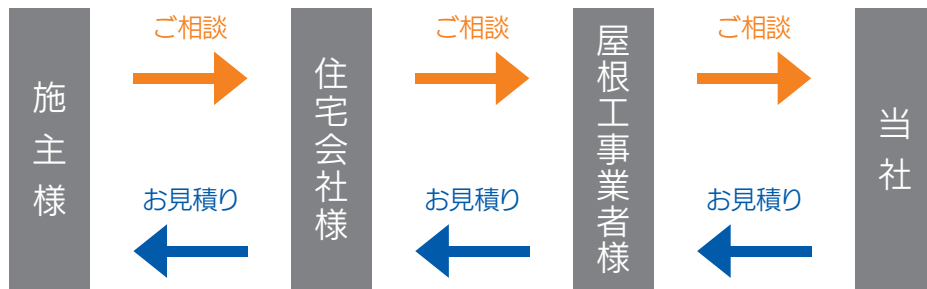 施主様
ご相談
お見積り
住宅会社様
ご相談
お見積り
屋根工事業者様
ご相談
お見積り
当社